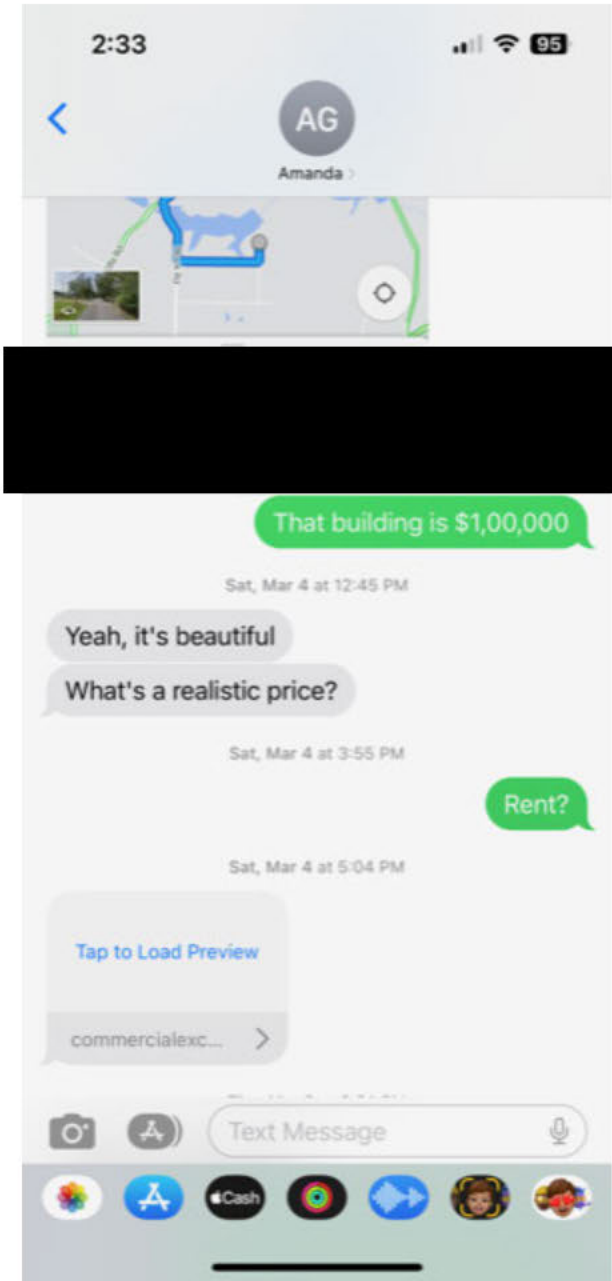 2:33
95
AG
Amanda
That building is $1,00,000
Sat, Mar 4 at 12:45 PM
Yeah, it's beautiful
What's a realistic price?
Sat, Mar 4 at 3:55 PM
Rent?
Sat, Mar 4 at 5:04 PM
Tap to Load Preview
commercialexc...
Text Message
Cash